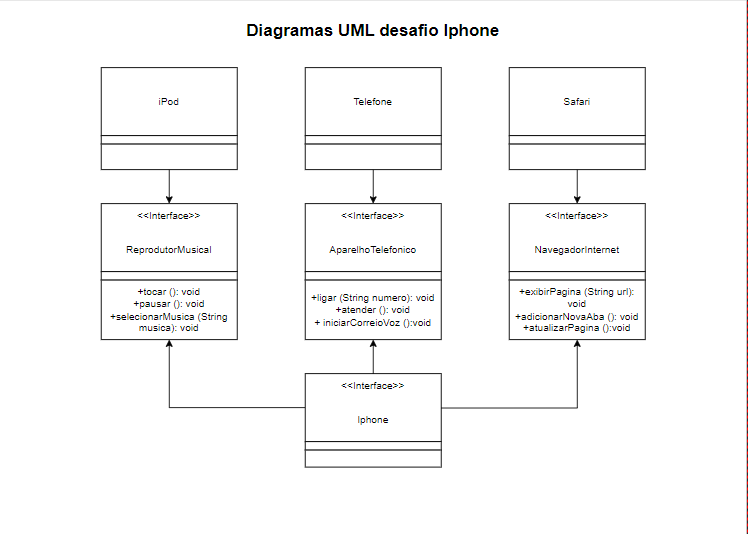 Diagramas UML desafio Iphone
iPod
Telefone
Safari
<<Interface>>
ReprodutorMusical
+tocar (): void
+pausar (): void
+selecionarMusica (String
musica): void
<<Interface>>
AparelhoTelefonico
+ligar (String numero): void
+atender (): void
+ iniciarCorreioVoz ():void
<<Interface>>
NavegadorInternet
+exibirPagina (String url):
void
+adicionarNovaAba (): void
+atualizarPagina ():void
<<Interface>>
Iphone